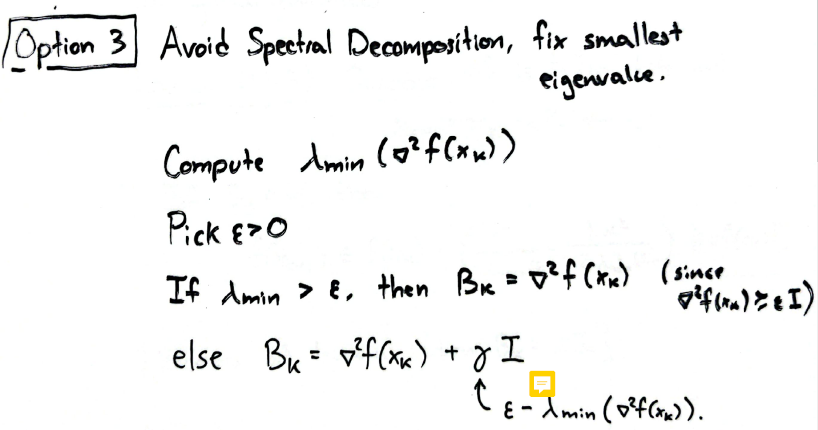 Option 3 Avoid Spectral Decomposition, fix smallest
eigenvalue.
Compute λmin (∇²f(xₖ))
Pick ε>0
If λmin > ε, then Bₖ = ∇²f(xₖ) (since
∇²f(xₖ) ⪰ εI)
else Bₖ = ∇²f(xₖ) + γ I
↑ ε - λmin (∇²f(xₖ)).